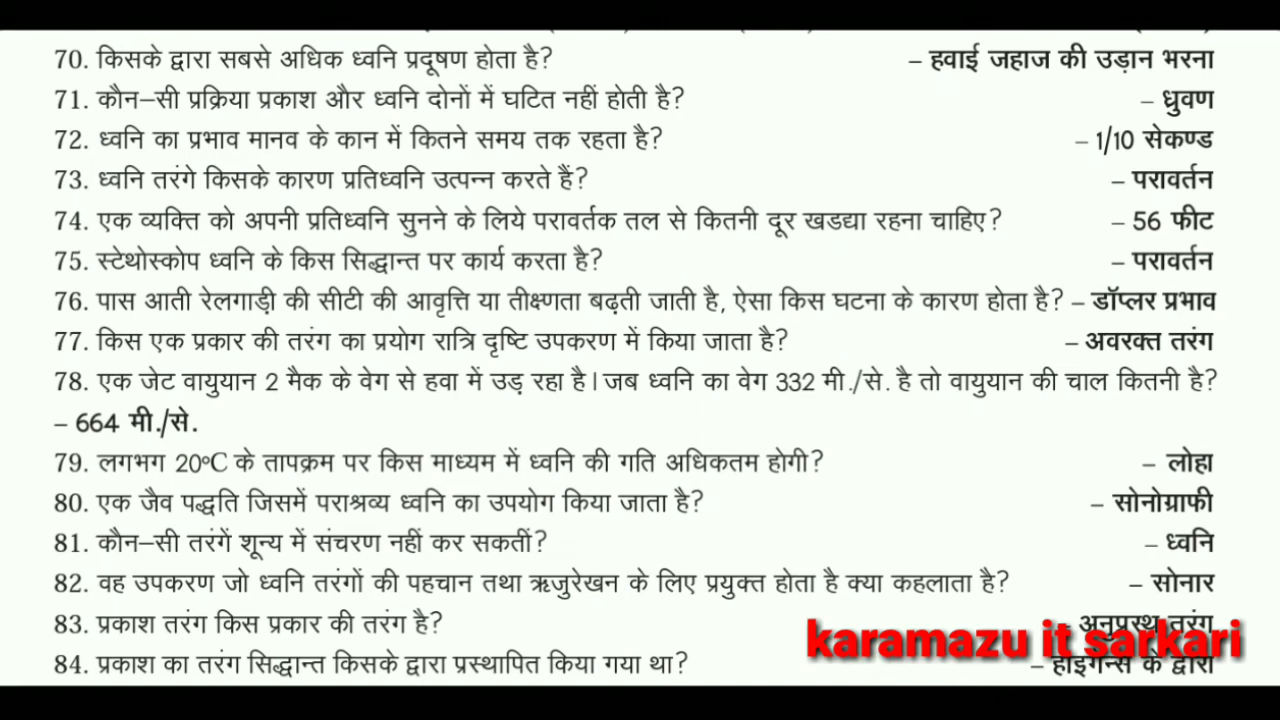 70. किसके द्वारा सबसे अधिक ध्वनि प्रदूषण होता है? – हवाई जहाज की उड़ान भरना
71. कौन–सी प्रक्रिया प्रकाश और ध्वनि दोनों में घटित नहीं होती है? – ध्रुवण
72. ध्वनि का प्रभाव मानव के कान में कितने समय तक रहता है? – 1/10 सेकण्ड
73. ध्वनि तरंगे किसके कारण प्रतिध्वनि उत्पन्न करते हैं? – परावर्तन
74. एक व्यक्ति को अपनी प्रतिध्वनि सुनने के लिये परावर्तक तल से कितनी दूर खडद्या रहना चाहिए? – 56 फीट
75. स्टेथोस्कोप ध्वनि के किस सिद्धान्त पर कार्य करता है? – परावर्तन
76. पास आती रेलगाड़ी की सीटी की आवृत्ति या तीक्ष्णता बढ़ती जाती है, ऐसा किस घटना के कारण होता है? – डॉप्लर प्रभाव
77. किस एक प्रकार की तरंग का प्रयोग रात्रि दृष्टि उपकरण में किया जाता है? – अवरक्त तरंग
78. एक जेट वायुयान 2 मैक के वेग से हवा में उड़ रहा है। जब ध्वनि का वेग 332 मी./से. है तो वायुयान की चाल कितनी है?
– 664 मी./से.
79. लगभग 20°C के तापक्रम पर किस माध्यम में ध्वनि की गति अधिकतम होगी? – लोहा
80. एक जैव पद्धति जिसमें पराश्रव्य ध्वनि का उपयोग किया जाता है? – सोनोग्राफी
81. कौन–सी तरंगें शून्य में संचरण नहीं कर सकतीं? – ध्वनि
82. वह उपकरण जो ध्वनि तरंगों की पहचान तथा ऋजुरेखन के लिए प्रयुक्त होता है क्या कहलाता है? – सोनार
83. प्रकाश तरंग किस प्रकार की तरंग है? – अनुप्रस्थ तरंग
karamazu it sarkari
84. प्रकाश का तरंग सिद्धान्त किसके द्वारा प्रस्थापित किया गया था? – हाइगेन्स के द्वारा